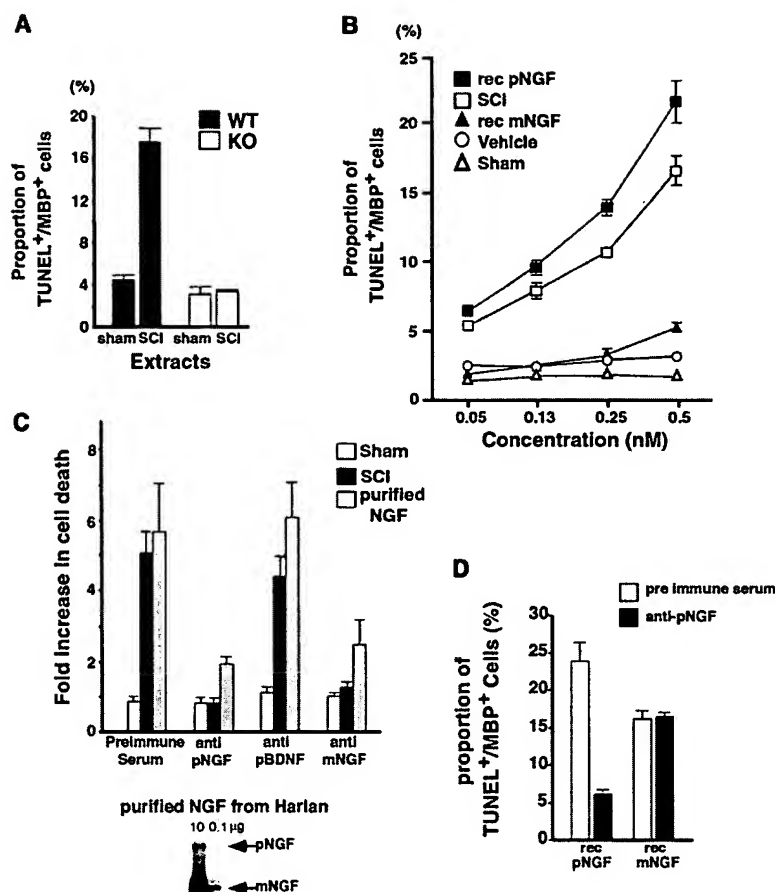 A
(%)
20
16
12
8
4
0
Proportion of
TUNEL+/MBP+ cells
WT
KO
sham SCI
sham SCI
Extracts
B
(%)
25
20
15
10
5
0
Proportion of
TUNEL+/MBP+
cells
rec pNGF
SCI
rec mNGF
Vehicle
Sham
0.05 0.13 0.25 0.5
Concentration (nM)
C
8
6
4
2
0
Fold increase in cell death
Sham
SCI
purified
NGF
Preimmune
Serum
anti
pNGF
anti
pBDNF
anti
mNGF
purified NGF from Harlan
10 0.1 µg
pNGF
mNGF
D
pre immune serum
anti-pNGF
30
25
20
15
10
5
0
proportion of
TUNEL+/MBP+ Cells (%)
rec
pNGF
rec
mNGF